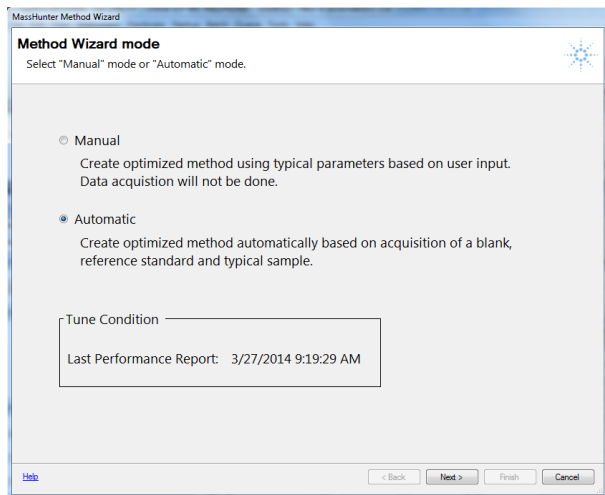 MassHunter Method Wizard
Method Wizard mode
Select "Manual" mode or "Automatic" mode.
Manual
Create optimized method using typical parameters based on user input.
Data acquistion will not be done.
Automatic
Create optimized method automatically based on acquisition of a blank,
reference standard and typical sample.
Tune Condition
Last Performance Report: 3/27/2014 9:19:29 AM
Help < Back Next > Finish Cancel